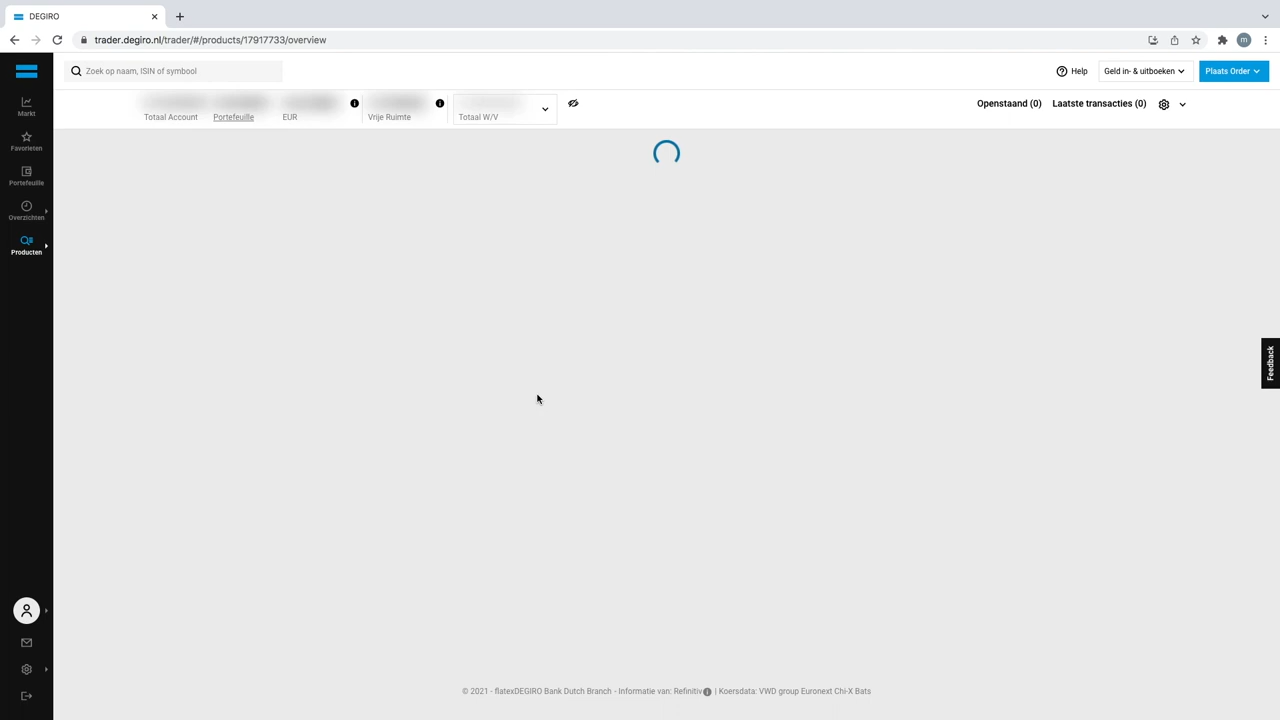 DEGIRO
trader.degiro.nl/trader/#/products/17917733/overview
m
Zoek op naam, ISIN of symbool
Help
Geld in- & uitboeken
Plaats Order
Totaal Account
Portefeuille
EUR
Vrije Ruimte
Totaal W/V
Openstaand (0)
Laatste transacties (0)
Markt
Favorieten
Portefeuille
Overzichten
Producten
Feedback
© 2021 - flatexDEGIRO Bank Dutch Branch - Informatie van: Refinitiv | Koersdata: VWD group Euronext Chi-X Bats